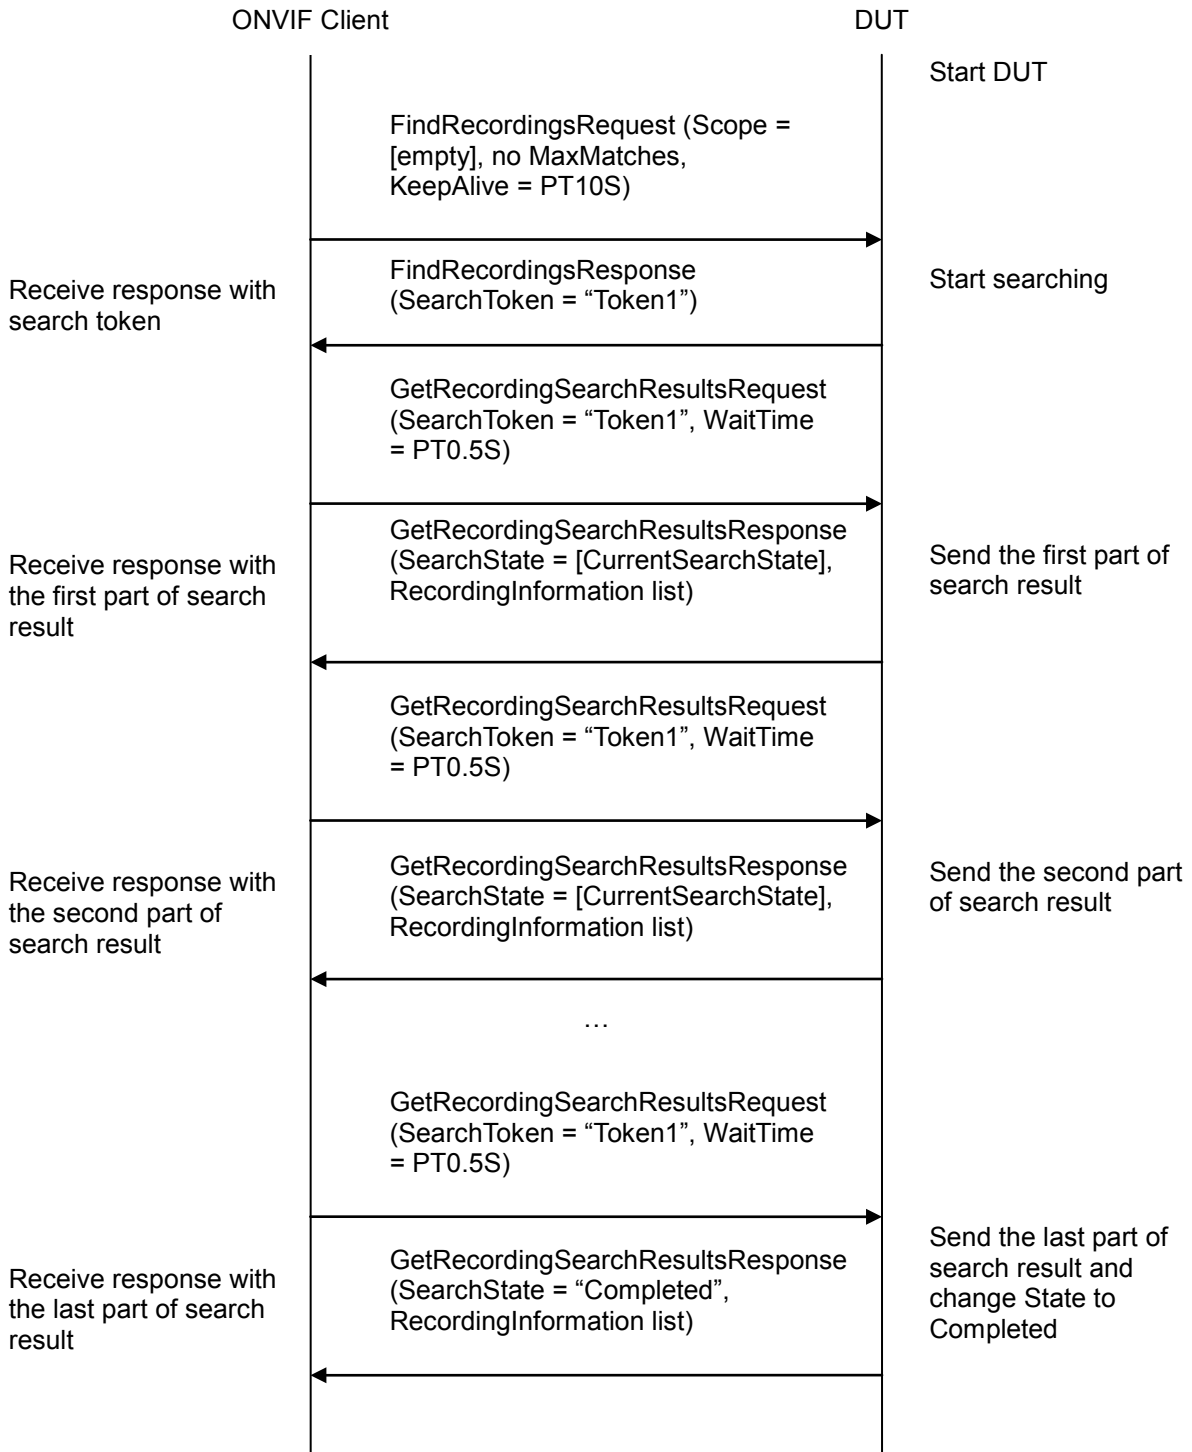 ONVIF Client
DUT
Start DUT
FindRecordingsRequest (Scope =
[empty], no MaxMatches,
KeepAlive = PT10S)
FindRecordingsResponse
(SearchToken = “Token1”)
Start searching
Receive response with
search token
GetRecordingSearchResultsRequest
(SearchToken = “Token1”, WaitTime
= PT0.5S)
GetRecordingSearchResultsResponse
(SearchState = [CurrentSearchState],
RecordingInformation list)
Send the first part of
search result
Receive response with
the first part of search
result
GetRecordingSearchResultsRequest
(SearchToken = “Token1”, WaitTime
= PT0.5S)
GetRecordingSearchResultsResponse
(SearchState = [CurrentSearchState],
RecordingInformation list)
Send the second part
of search result
Receive response with
the second part of
search result
…
GetRecordingSearchResultsRequest
(SearchToken = “Token1”, WaitTime
= PT0.5S)
Send the last part of
search result and
change State to
Completed
GetRecordingSearchResultsResponse
(SearchState = “Completed”,
RecordingInformation list)
Receive response with
the last part of search
result